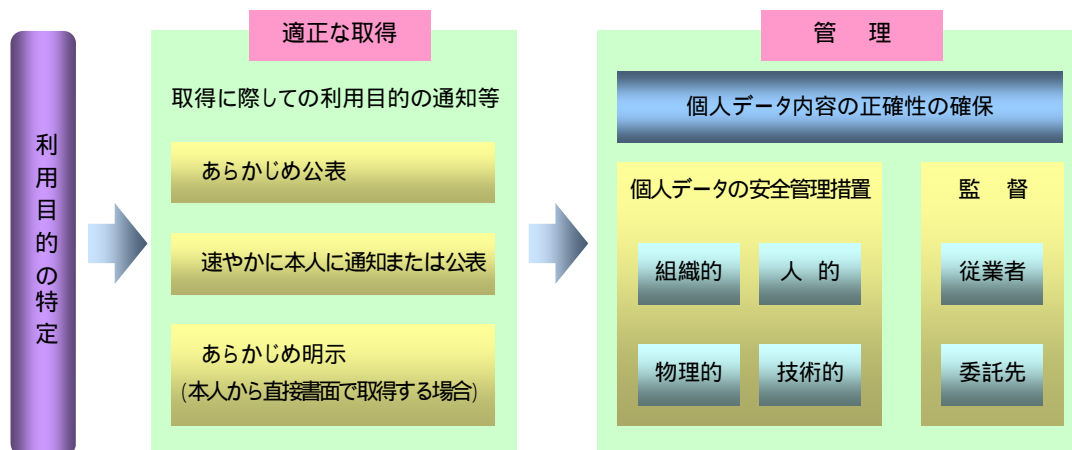 利用目的の特定
適正な取得
取得に際しての利用目的の通知等
あらかじめ公表
速やかに本人に通知または公表
あらかじめ明示
(本人から直接書面で取得する場合)
管 理
個人データ内容の正確性の確保
個人データの安全管理措置
組織的
人 的
物理的
技術的
監 督
従業者
委託先